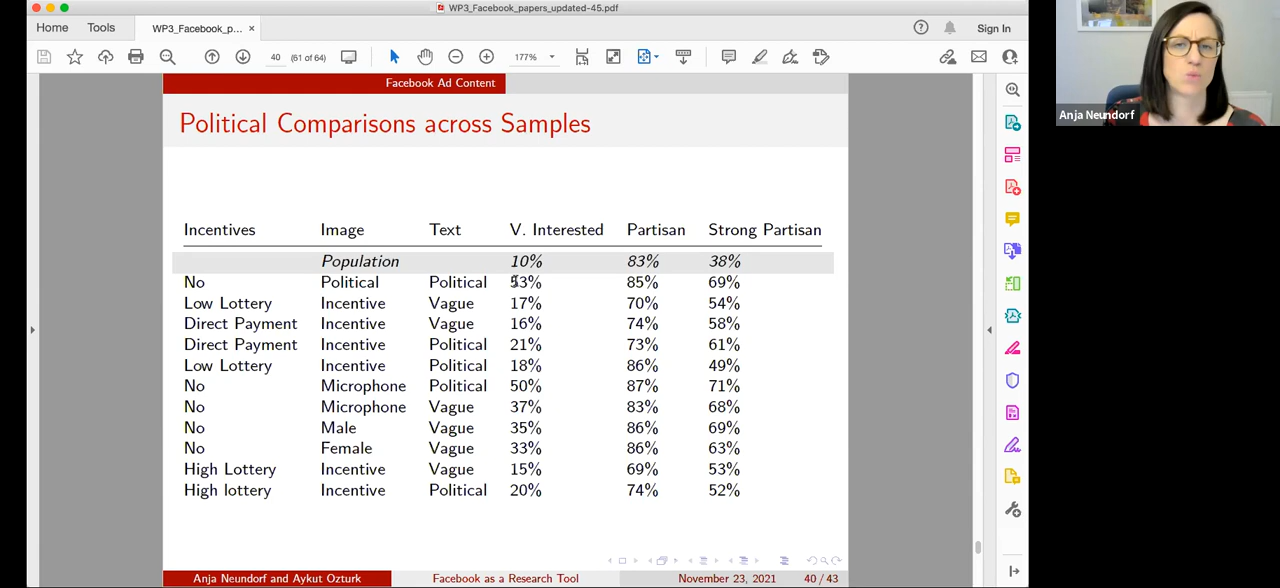 WP3_Facebook_papers_updated-45.pdf
Home Tools WP3_Facebook_p... × Sign In
40 (61 of 64) 177%
Anja Neundorf
Facebook Ad Content
Political Comparisons across Samples
Incentives Image Text V. Interested Partisan Strong Partisan
Population 10% 83% 38%
No Political Political 53% 85% 69%
Low Lottery Incentive Vague 17% 70% 54%
Direct Payment Incentive Vague 16% 74% 58%
Direct Payment Incentive Political 21% 73% 61%
Low Lottery Incentive Political 18% 86% 49%
No Microphone Political 50% 87% 71%
No Microphone Vague 37% 83% 68%
No Male Vague 35% 86% 69%
No Female Vague 33% 86% 63%
High Lottery Incentive Vague 15% 69% 53%
High lottery Incentive Political 20% 74% 52%
Anja Neundorf and Aykut Ozturk Facebook as a Research Tool November 23, 2021 40 / 43